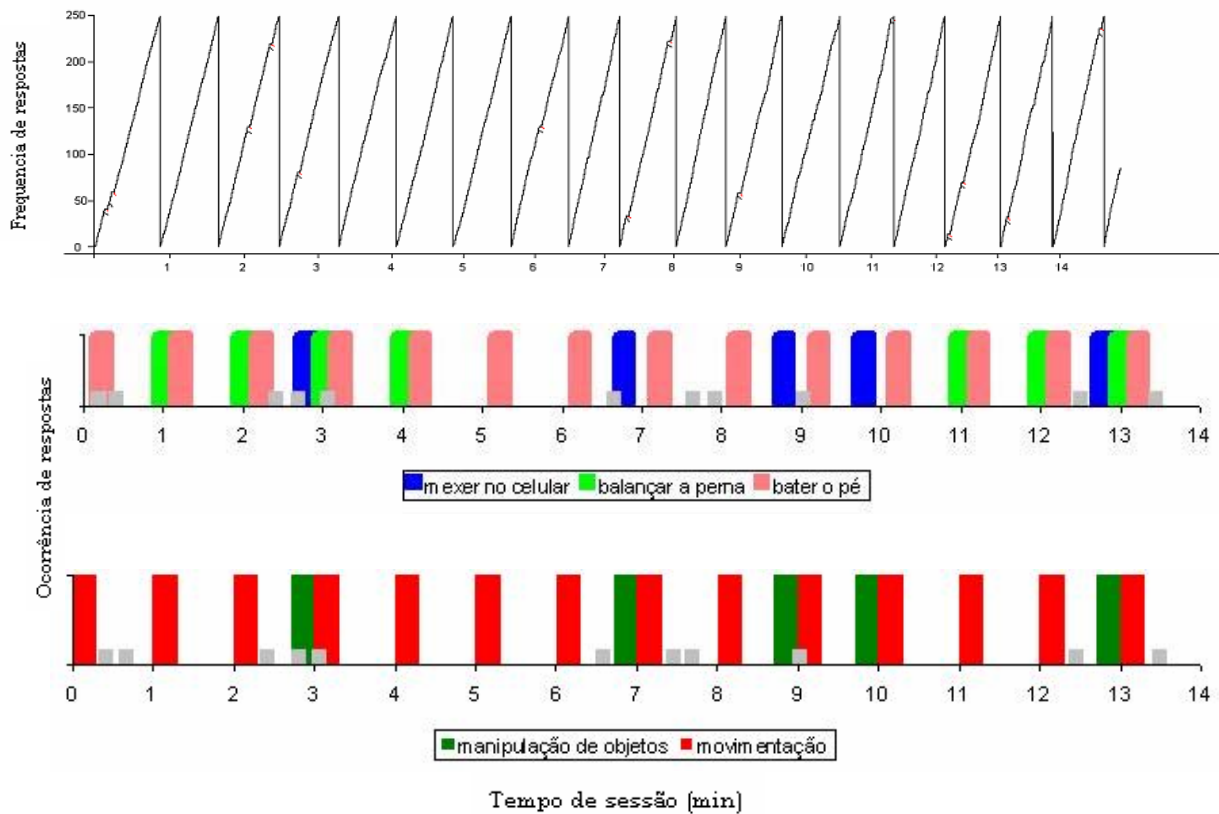 Frequencia de respostas
250
200
150
100
50
0
1 2 3 4 5 6 7 8 9 10 11 12 13 14
Ocorrência de respostas
0 1 2 3 4 5 6 7 8 9 10 11 12 13 14
mexer no celular balançar a perna bater o pé
0 1 2 3 4 5 6 7 8 9 10 11 12 13 14
manipulação de objetos movimentação
Tempo de sessão (min)